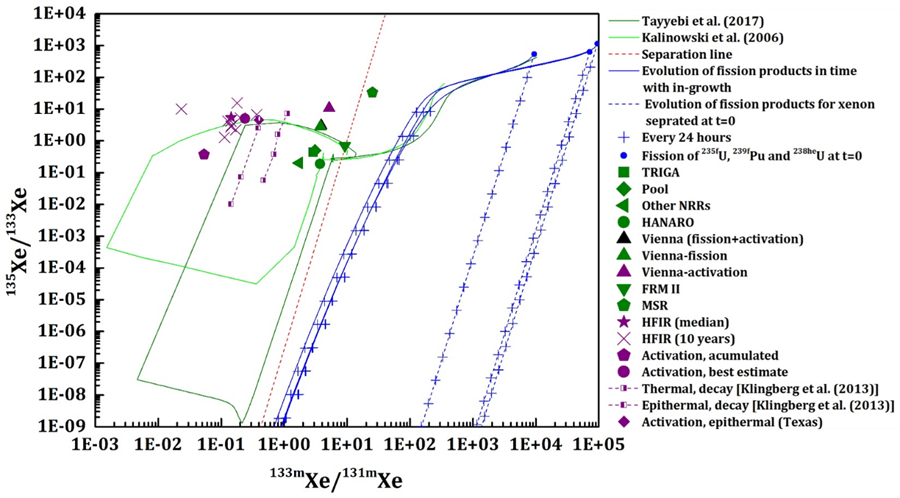 1E+04
1E+03
1E+02
1E+01
1E+00
1E-01
1E-02
1E-03
1E-04
1E-05
1E-06
1E-07
1E-08
1E-09
¹³⁵Xe/¹³³Xe
1E-03 1E-02 1E-01 1E+00 1E+01 1E+02 1E+03 1E+04 1E+05
¹³³ᵐXe/¹³¹ᵐXe
Tayyebi et al. (2017)
Kalinowski et al. (2006)
Separation line
Evolution of fission products in time
with in-growth
Evolution of fission products for xenon
seprated at t=0
Every 24 hours
Fission of ²³⁵ᶠU, ²³⁹ᶠPu and ²³⁸ʰᵉU at t=0
TRIGA
Pool
Other NRRs
HANARO
Vienna (fission+activation)
Vienna-fission
Vienna-activation
FRM II
MSR
HFIR (median)
HFIR (10 years)
Activation, acumulated
Activation, best estimate
Thermal, decay [Klingberg et al. (2013)]
Epithermal, decay [Klingberg et al. (2013)]
Activation, epithermal (Texas)